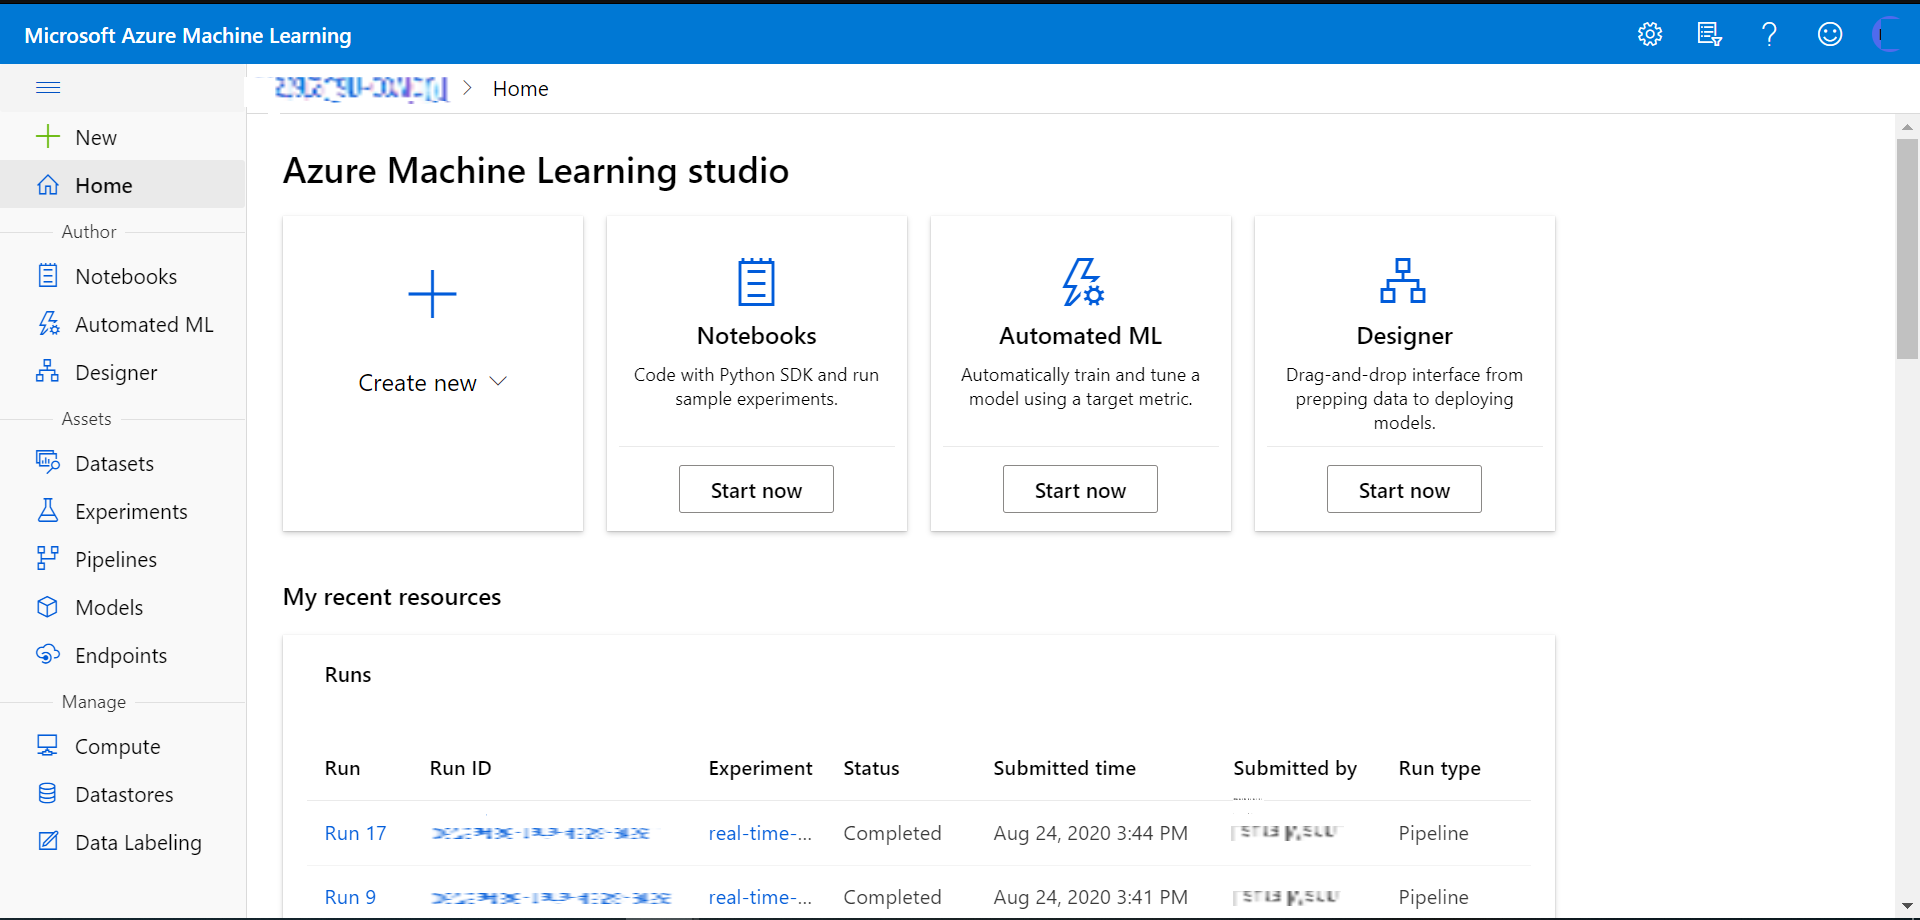 Microsoft Azure Machine Learning
Home
New
Home
Author
Notebooks
Automated ML
Designer
Assets
Datasets
Experiments
Pipelines
Models
Endpoints
Manage
Compute
Datastores
Data Labeling
Azure Machine Learning studio
Create new
Notebooks
Code with Python SDK and run
sample experiments.
Start now
Automated ML
Automatically train and tune a
model using a target metric.
Start now
Designer
Drag-and-drop interface from
prepping data to deploying
models.
Start now
My recent resources
Runs
Run Run ID Experiment Status Submitted time Submitted by Run type
Run 17 real-time-... Completed Aug 24, 2020 3:44 PM Pipeline
Run 9 real-time-... Completed Aug 24, 2020 3:41 PM Pipeline